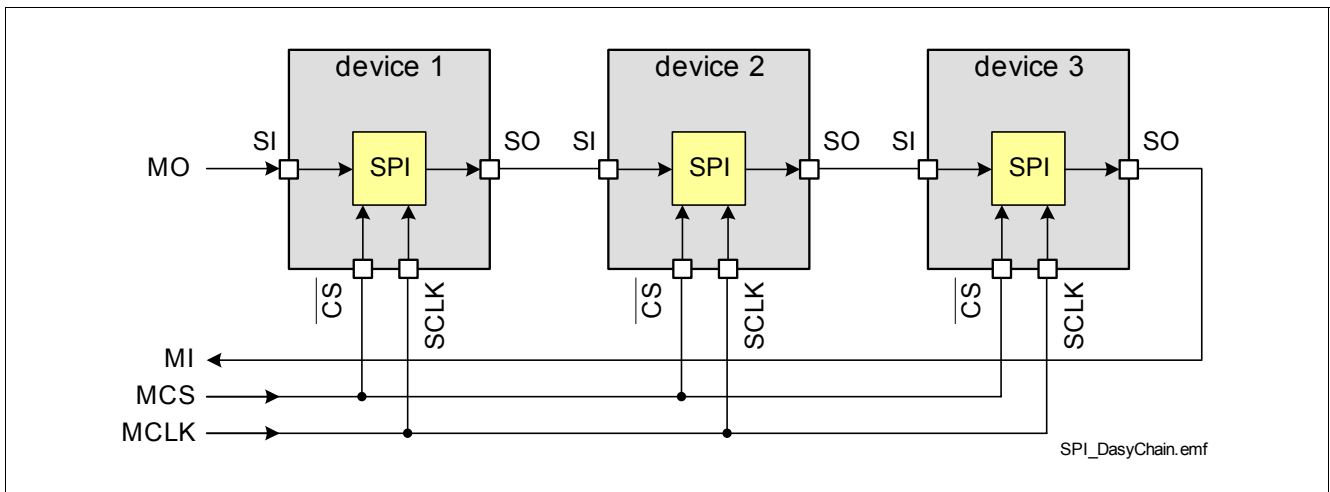 device 1
device 2
device 3
SI
SO
SI
SO
SI
SO
MO
SPI
SPI
SPI
CS
SCLK
CS
SCLK
CS
SCLK
MI
MCS
MCLK
SPI_DasyChain.emf